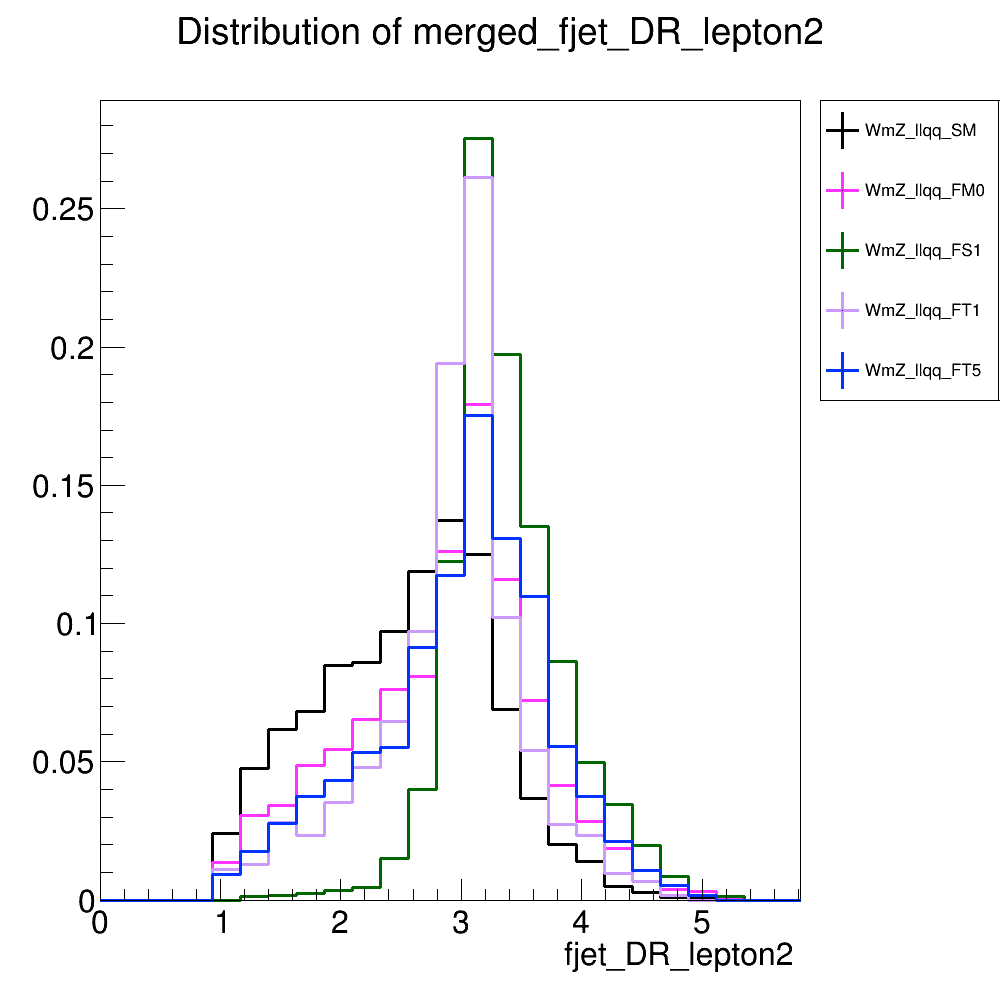 Distribution of merged_fjet_DR_lepton2
WmZ_llqq_SM
WmZ_llqq_FM0
WmZ_llqq_FS1
WmZ_llqq_FT1
WmZ_llqq_FT5
0.25
0.2
0.15
0.1
0.05
0
0 1 2 3 4 5
fjet_DR_lepton2